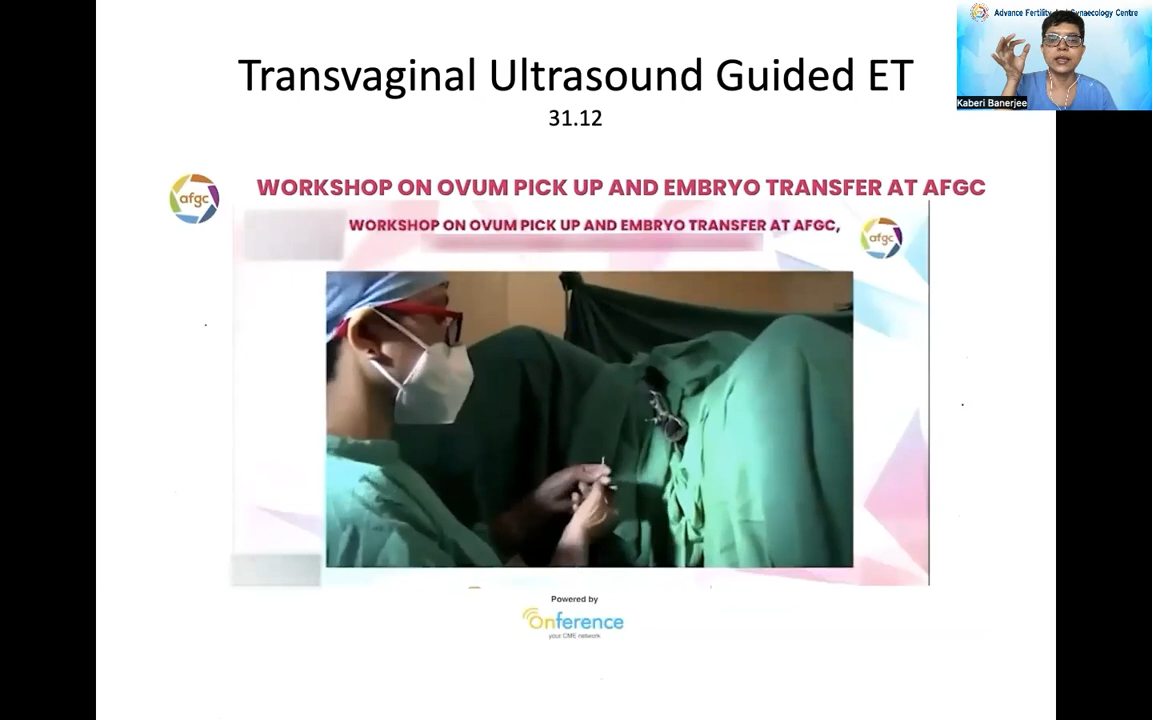 Advance Fertility And Gynaecology Centre
Kaberi Banerjee
Transvaginal Ultrasound Guided ET
31.12
afgc
WORKSHOP ON OVUM PICK UP AND EMBRYO TRANSFER AT AFGC
WORKSHOP ON OVUM PICK UP AND EMBRYO TRANSFER AT AFGC,
afgc
Powered by
Onference
your CME network